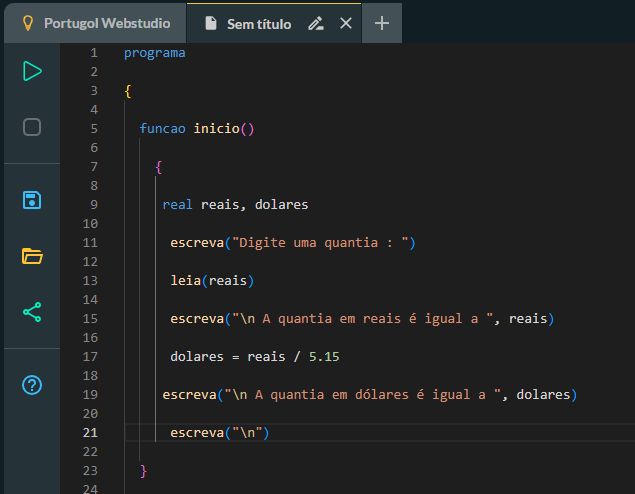 Portugol Webstudio
Sem título
1 programa
2
3 {
4
5 funcao inicio()
6
7 {
8
9 real reais, dolares
10
11 escreva("Digite uma quantia : ")
12
13 leia(reais)
14
15 escreva("\n A quantia em reais é igual a ", reais)
16
17 dolares = reais / 5.15
18
19 escreva("\n A quantia em dólares é igual a ", dolares)
20
21 escreva("\n")
22
23 }
24